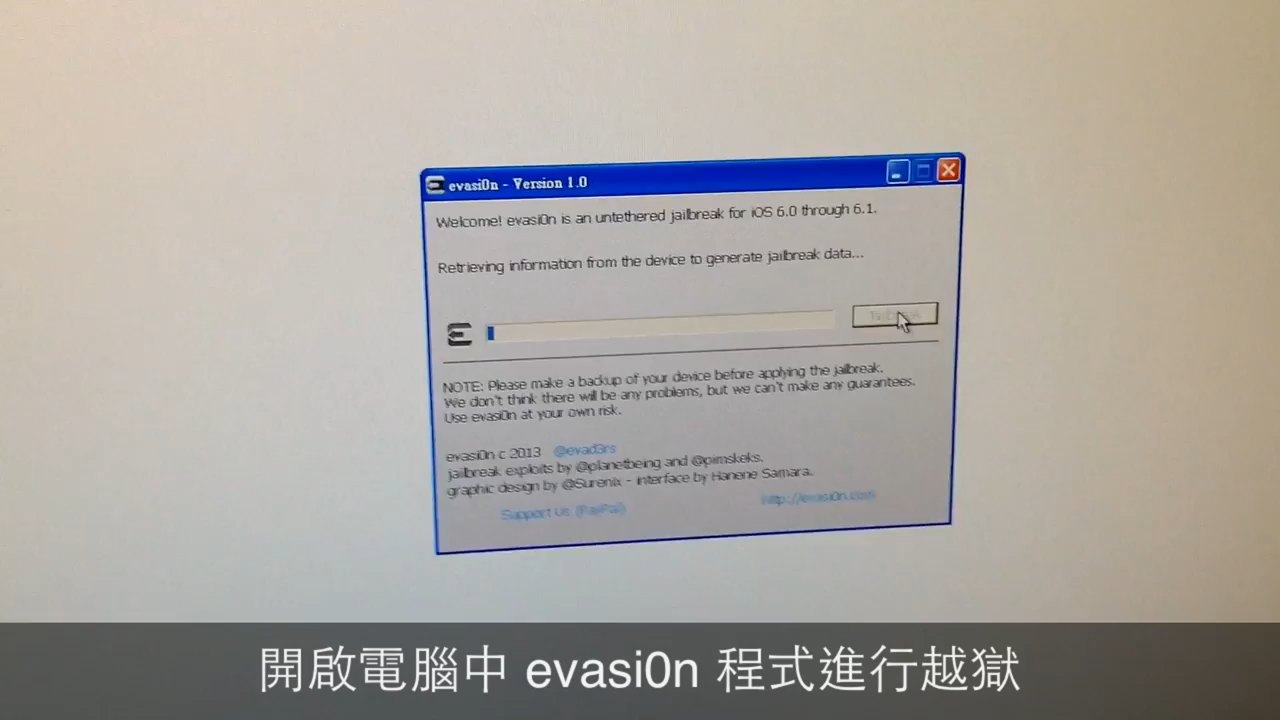 evasi0n - Version 1.0
Welcome! evasi0n is an untethered jailbreak for iOS 6.0 through 6.1.
Retrieving information from the device to generate jailbreak data...
Jailbreak
NOTE: Please make a backup of your device before applying the jailbreak.
We don't think there will be any problems, but we can't make any guarantees.
Use evasi0n at your own risk.
evasi0n c 2013 @evad3rs
jailbreak exploits by @planetbeing and @pimskeks.
graphic design by @Surenix - interface by Hanene Samara.
Support Us (PayPal) http://evasi0n.com
開啟電腦中 evasi0n 程式進行越獄